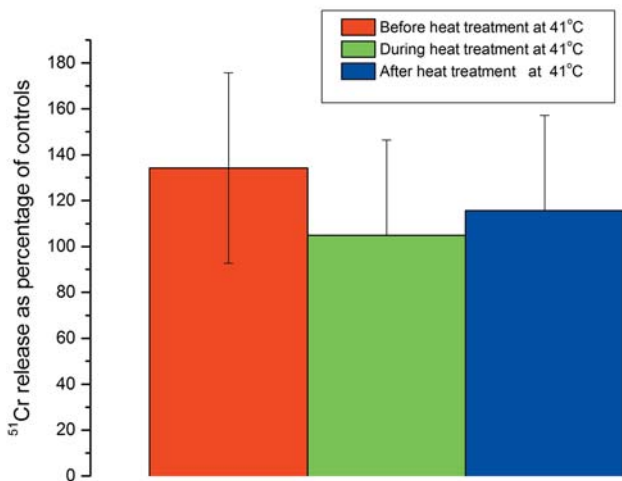 Before heat treatment at 41°C
During heat treatment at 41°C
After heat treatment at 41°C
180
160
140
120
100
80
60
40
20
0
⁵¹Cr release as percentage of controls